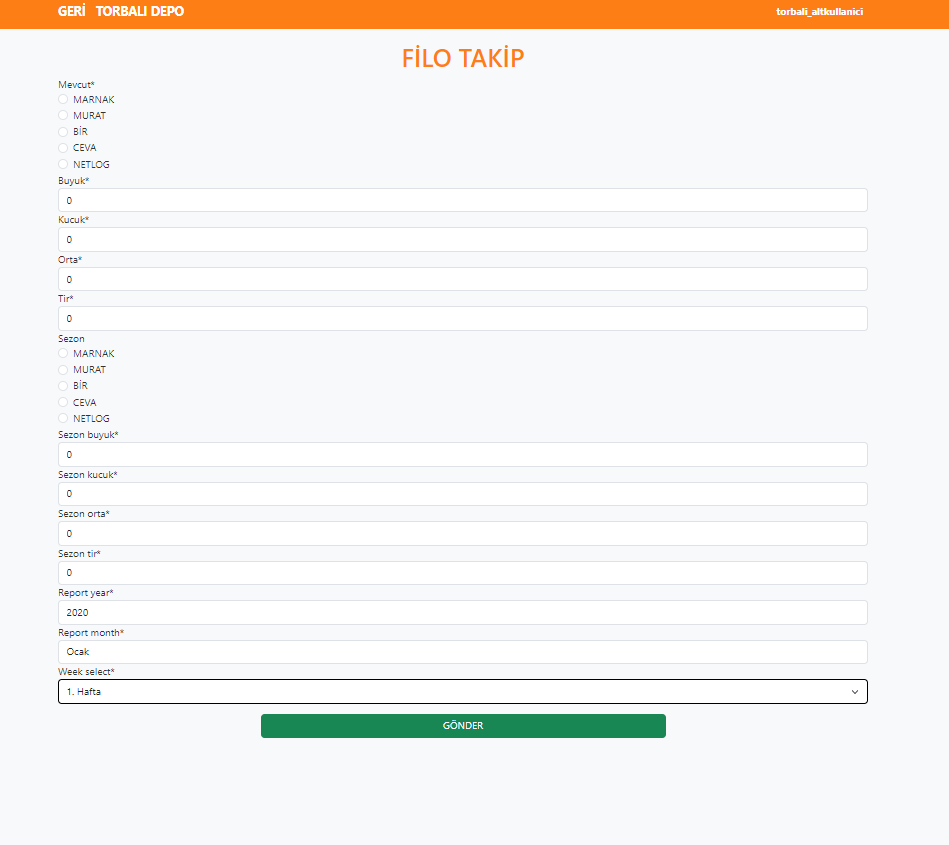 GERİ TORBALI DEPO
torbali_altkullanici
FİLO TAKİP
Mevcut*
MARNAK
MURAT
BİR
CEVA
NETLOG
Buyuk*
0
Kucuk*
0
Orta*
0
Tir*
0
Sezon
MARNAK
MURAT
BİR
CEVA
NETLOG
Sezon buyuk*
0
Sezon kucuk*
0
Sezon orta*
0
Sezon tir*
0
Report year*
2020
Report month*
Ocak
Week select*
1. Hafta
GÖNDER